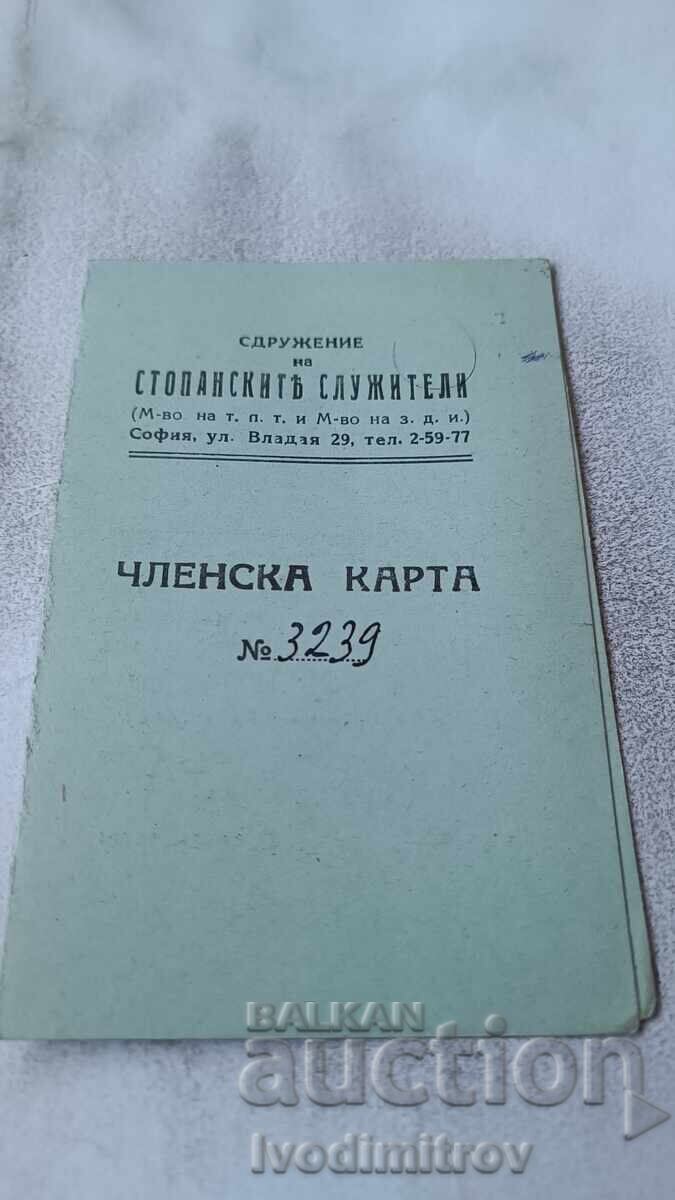 СДРУЖЕНИЕ
на
СТОПАНСКИТѢ СЛУЖИТЕЛИ
(М-во на т. п. т. и М-во на з. д. и.)
София, ул. Владая 29, тел. 2-59-77
ЧЛЕНСКА КАРТА
№ 3239
BALKAN
auction
Ivodimitrov